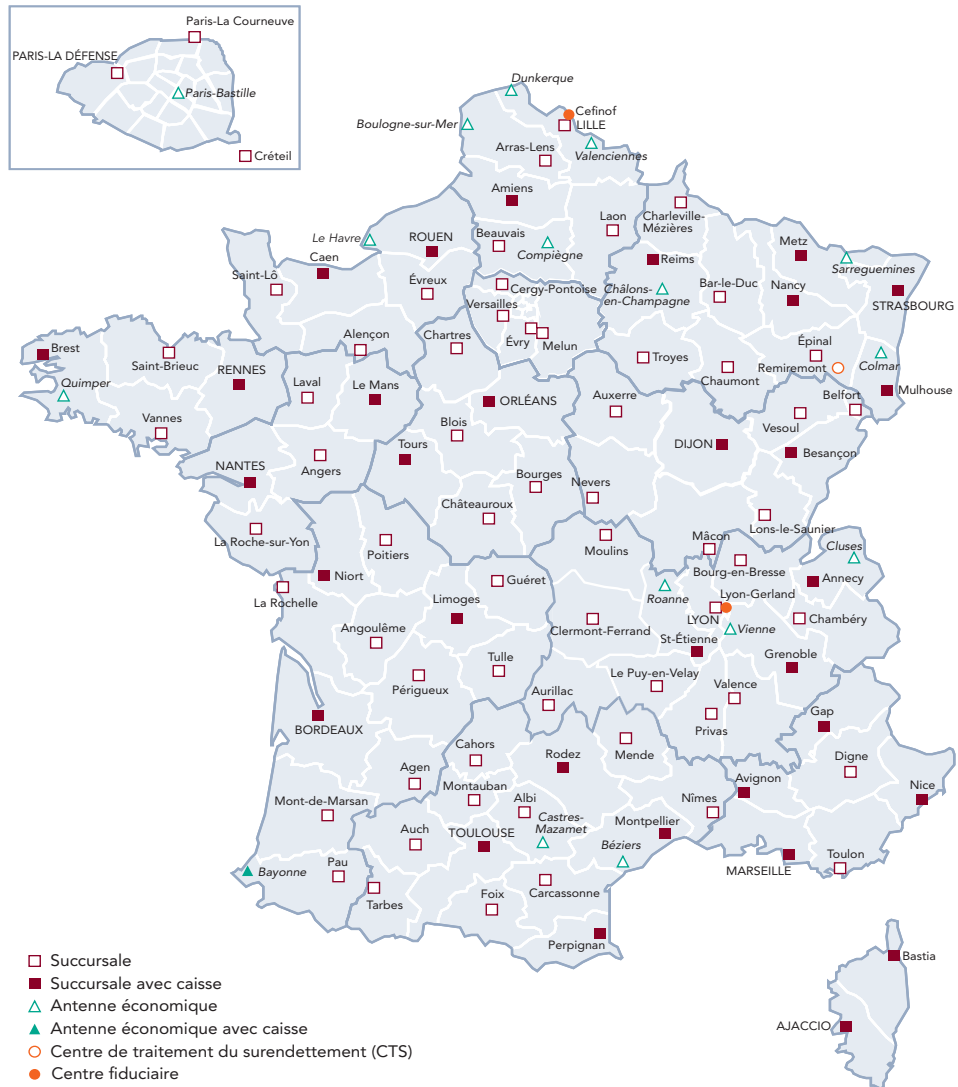 Paris-La Courneuve
PARIS-LA DÉFENSE
Paris-Bastille
Créteil
Dunkerque
Cefinof
LILLE
Boulogne-sur-Mer
Valenciennes
Arras-Lens
Amiens
Laon
Charleville-
Mézières
Le Havre
ROUEN
Beauvais
Compiègne
Metz
Caen
Reims
Sarreguemines
Saint-Lô
Évreux
Cergy-Pontoise
Châlons-
en-Champagne
Bar-le-Duc
Nancy
STRASBOURG
Versailles
Évry
Melun
Alençon
Chartres
Brest
Saint-Brieuc
Troyes
Épinal
Chaumont
Remiremont
Colmar
Quimper
RENNES
Laval
Le Mans
ORLÉANS
Auxerre
Belfort
Mulhouse
Vannes
Blois
Vesoul
DIJON
Besançon
NANTES
Angers
Tours
Bourges
Nevers
La Roche-sur-Yon
Châteauroux
Lons-le-Saunier
Poitiers
Moulins
Mâcon
Cluses
Bourg-en-Bresse
Niort
Guéret
Annecy
La Rochelle
Limoges
Roanne
Lyon-Gerland
LYON
Chambéry
Angoulême
Clermont-Ferrand
Vienne
St-Étienne
Grenoble
Tulle
Périgueux
Le Puy-en-Velay
Valence
Aurillac
Privas
Gap
BORDEAUX
Cahors
Rodez
Mende
Digne
Agen
Montauban
Avignon
Nice
Mont-de-Marsan
Albi
Nîmes
Auch
TOULOUSE
Castres-
Mazamet
Montpellier
Béziers
MARSEILLE
Toulon
Bayonne
Pau
Tarbes
Foix
Carcassonne
Perpignan
Bastia
AJACCIO
Succursale
Succursale avec caisse
Antenne économique
Antenne économique avec caisse
Centre de traitement du surendettement (CTS)
Centre fiduciaire